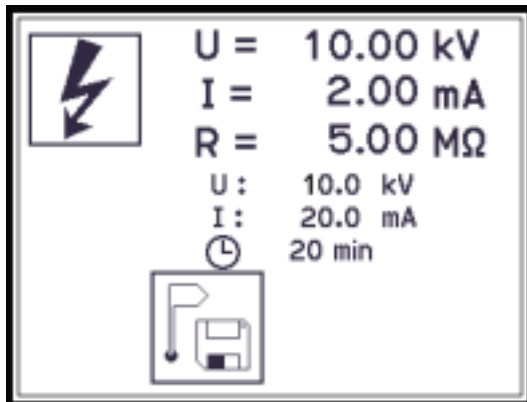 U = 10.00 kV
I = 2.00 mA
R = 5.00 MΩ
U : 10.0 kV
I : 20.0 mA
20 min